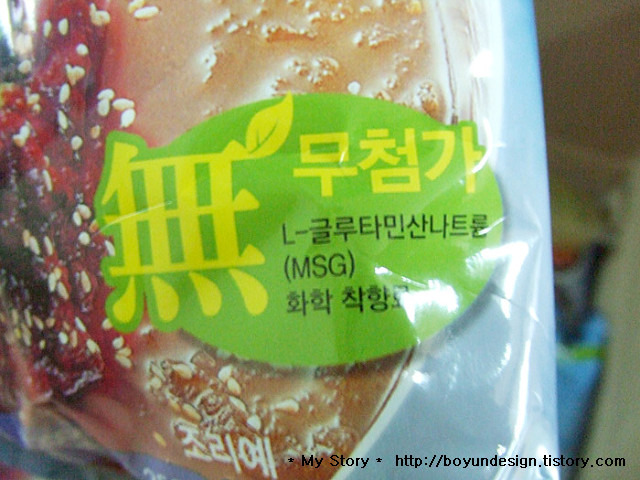 無
무첨가
L-글루타민산나트륨
(MSG)
화학 착향료
조리예
* My Story * http://boyundesign.tistory.com